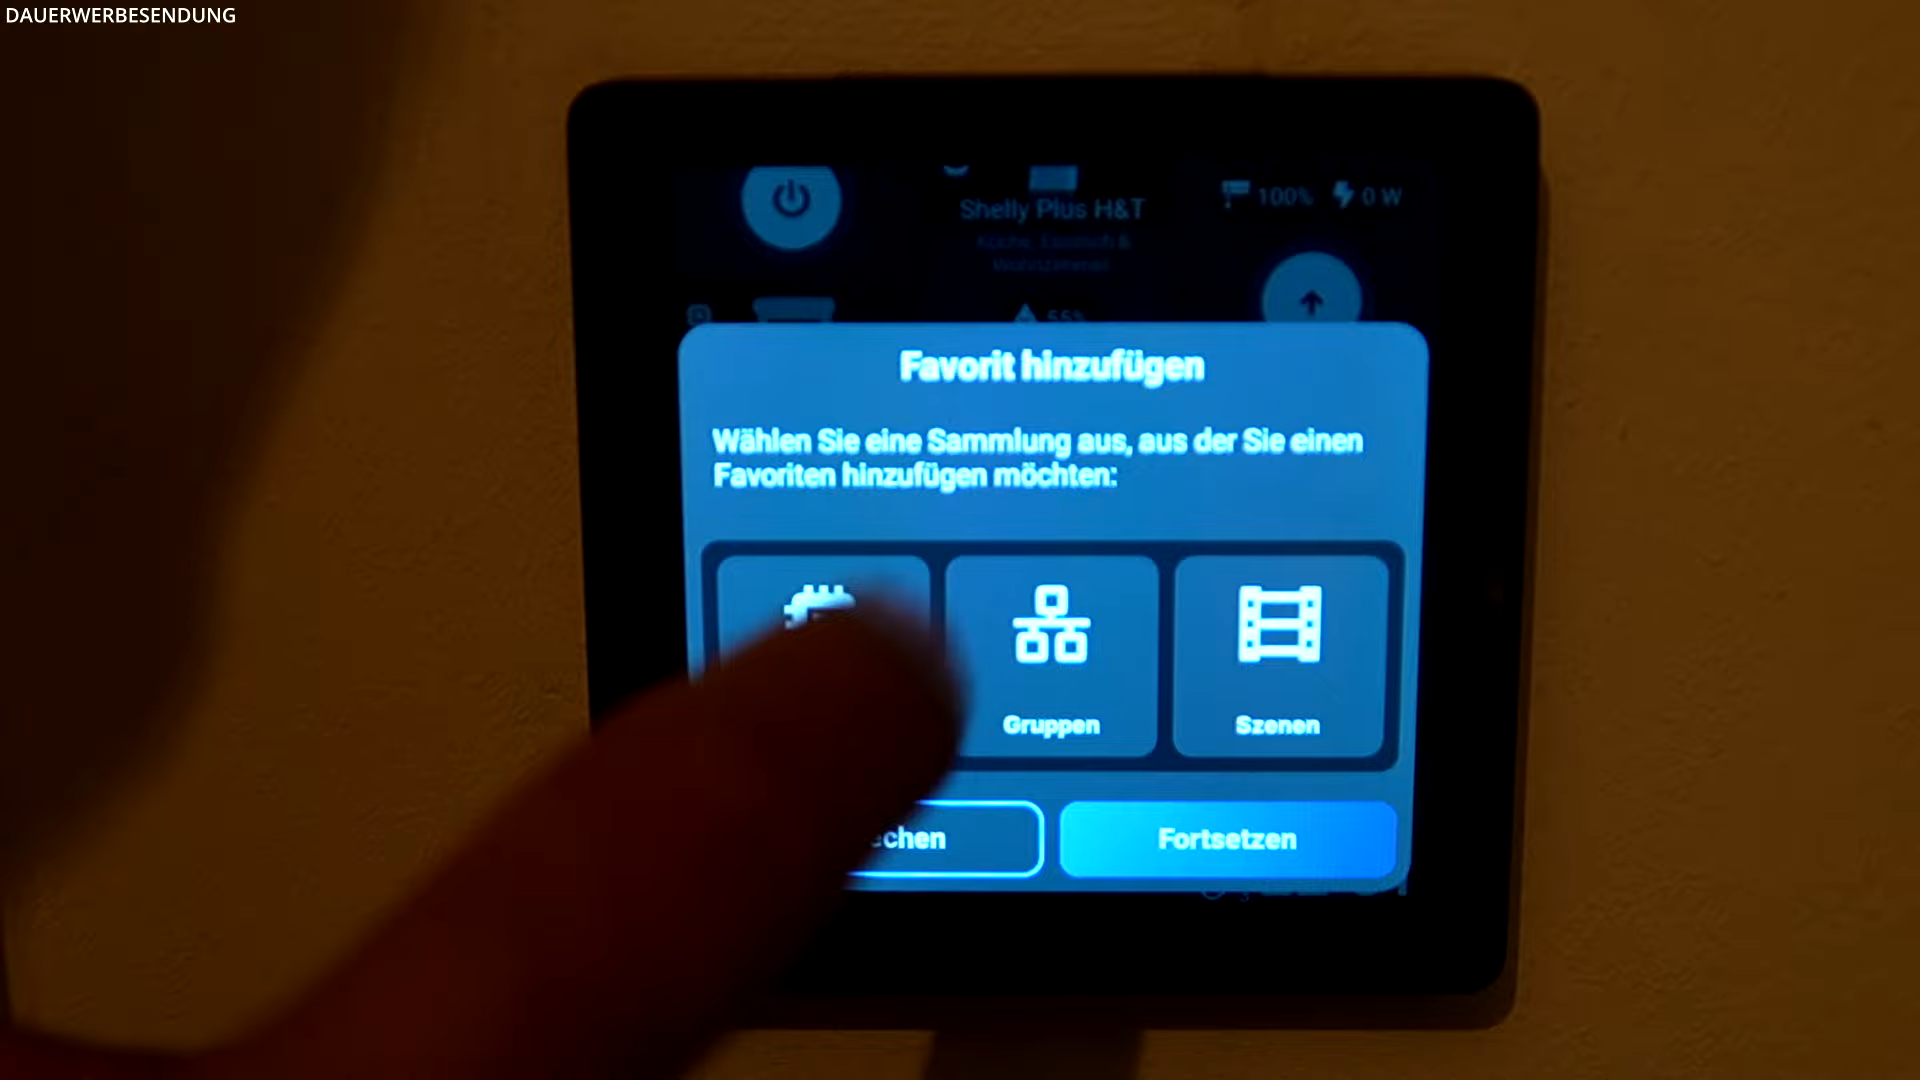 DAUERWERBESENDUNG
Shelly Plus H&T
100% 0 W
55%
Favorit hinzufügen
Wählen Sie eine Sammlung aus, aus der Sie einen
Favoriten hinzufügen möchten:
Gruppen
Szenen
Fortsetzen